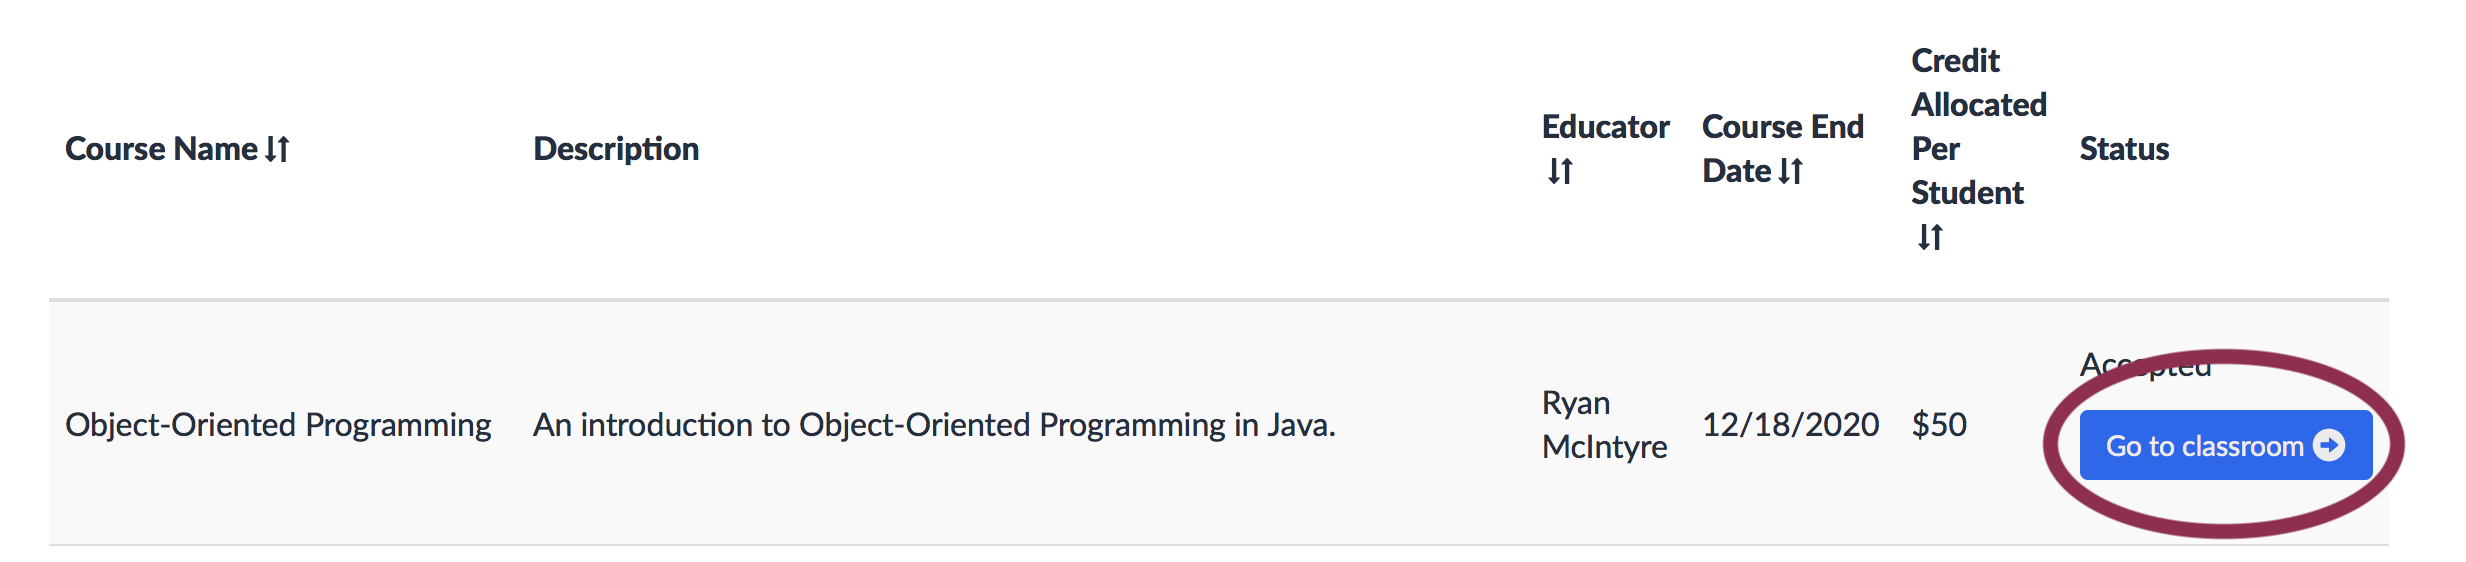 Course Name
Description
Educator
Course End
Date
Credit
Allocated
Per
Student
Status
Object-Oriented Programming
An introduction to Object-Oriented Programming in Java.
Ryan
McIntyre
12/18/2020
$50
Accepted
Go to classroom